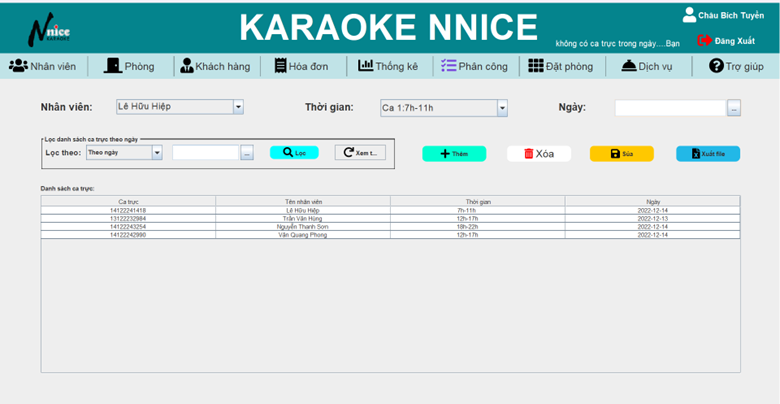 Nnice
KARAOKE
KARAOKE NNICE
Châu Bích Tuyền
không có ca trực trong ngày....Bạn
Đăng Xuất
Nhân viên
Phòng
Khách hàng
Hóa đơn
Thống kê
Phân công
Đặt phòng
Dịch vụ
Trợ giúp
Nhân viên: Lê Hữu Hiệp
Thời gian: Ca 1:7h-11h
Ngày: ...
Lọc danh sách ca trực theo ngày
Lọc theo: Theo ngày ... Lọc Xem t...
Thêm
Xóa
Sửa
Xuất file
Danh sách ca trực:
Ca trực Tên nhân viên Thời gian Ngày
14122241418 Lê Hữu Hiệp 7h-11h 2022-12-14
13122232984 Trần Văn Hùng 12h-17h 2022-12-13
14122243254 Nguyễn Thanh Sơn 18h-22h 2022-12-14
14122242990 Văn Quang Phong 12h-17h 2022-12-14